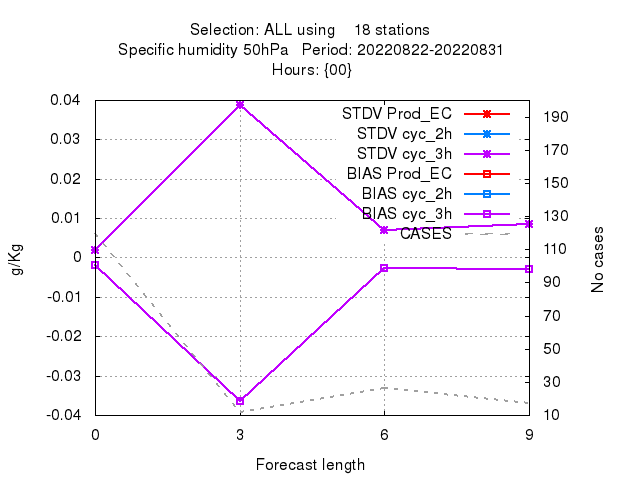 Selection: ALL using    18 stations
Specific humidity 50hPa   Period: 20220822-20220831
Hours: {00}
STDV Prod_EC
STDV cyc_2h
STDV cyc_3h
BIAS Prod_EC
BIAS cyc_2h
BIAS cyc_3h
CASES
0.04
0.03
0.02
0.01
0
-0.01
-0.02
-0.03
-0.04
g/Kg
190
170
150
130
110
90
70
50
30
10
No cases
0 3 6 9
Forecast length